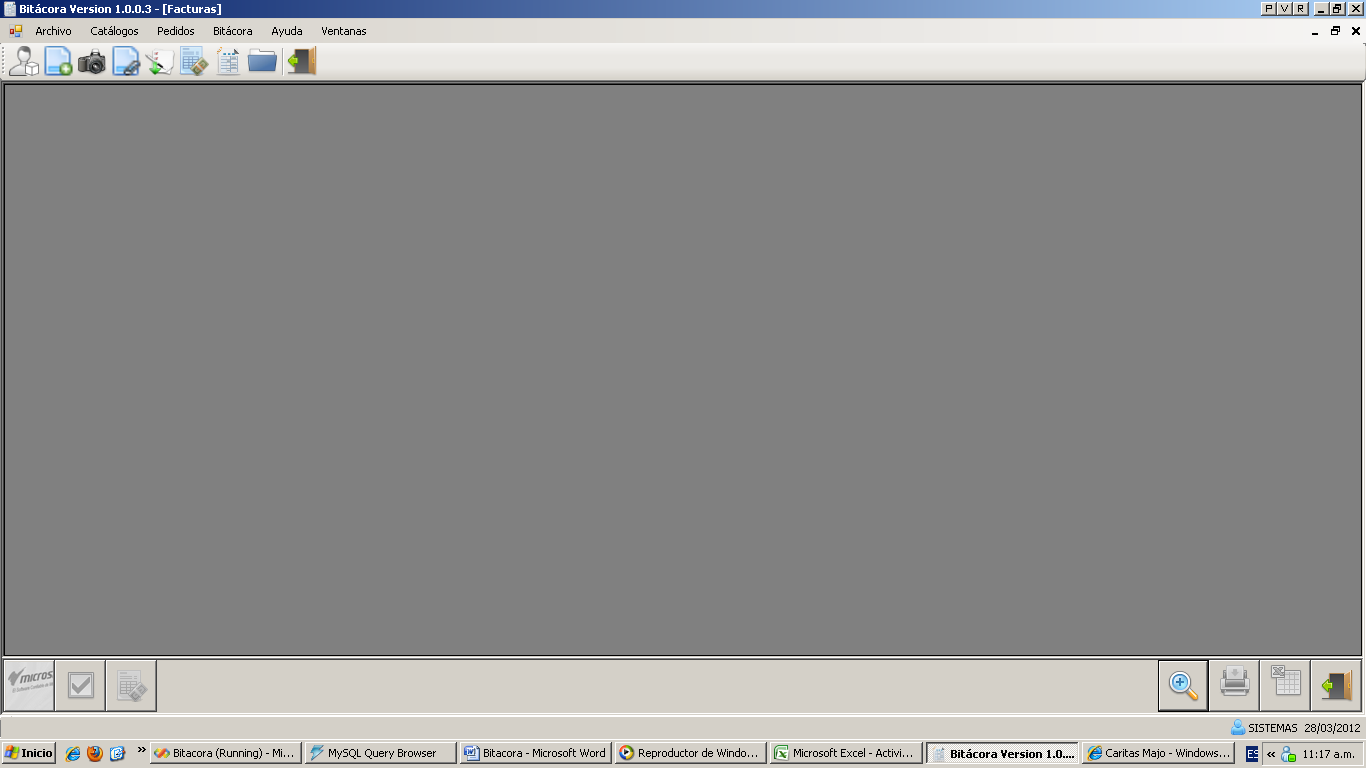 Bitácora Version 1.0.0.3 - [Facturas]
P V R
Archivo Catálogos Pedidos Bitácora Ayuda Ventanas
micros
SISTEMAS 28/03/2012
Inicio
»
Bitacora (Running) - Mi...
MySQL Query Browser
Bitacora - Microsoft Word
Reproductor de Windo...
Microsoft Excel - Activi...
Bitácora Version 1.0....
Caritas Majo - Windows...
ES
«
11:17 a.m.